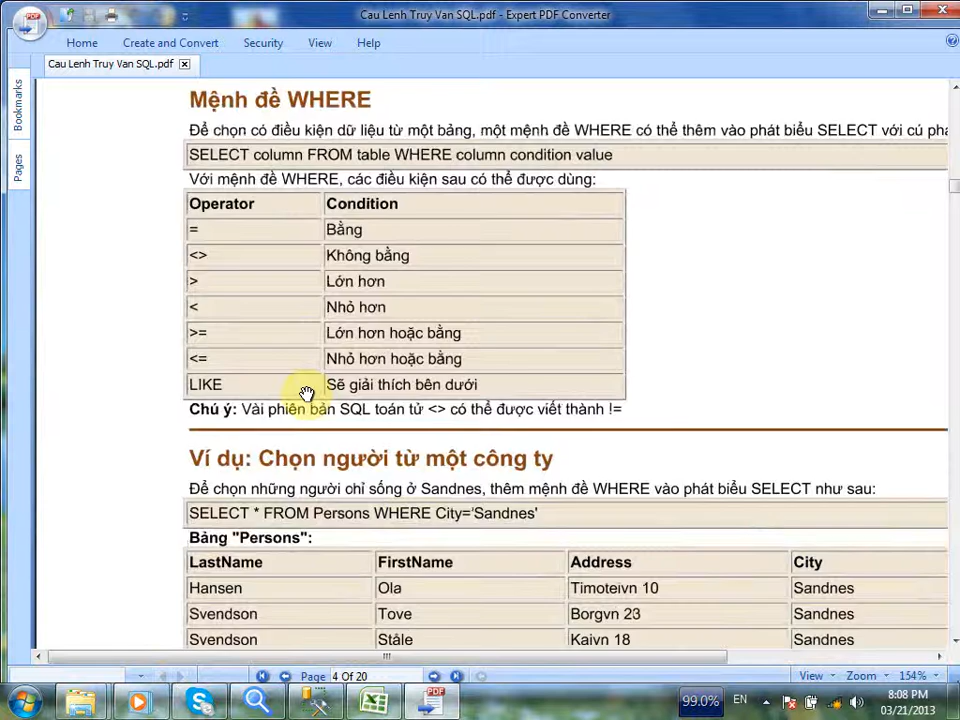 Cau Lenh Truy Van SQL.pdf - Expert PDF Converter
Home Create and Convert Security View Help
Cau Lenh Truy Van SQL.pdf
Bookmarks
Pages
Mệnh đề WHERE
Để chọn có điều kiện dữ liệu từ một bảng, một mệnh đề WHERE có thể thêm vào phát biểu SELECT với cú phá
SELECT column FROM table WHERE column condition value
Với mệnh đề WHERE, các điều kiện sau có thể được dùng:
Operator Condition
= Bằng
<> Không bằng
> Lớn hơn
< Nhỏ hơn
>= Lớn hơn hoặc bằng
<= Nhỏ hơn hoặc bằng
LIKE Sẽ giải thích bên dưới
Chú ý: Vài phiên bản SQL toán tử <> có thể được viết thành !=
Ví dụ: Chọn người từ một công ty
Để chọn những người chỉ sống ở Sandnes, thêm mệnh đề WHERE vào phát biểu SELECT như sau:
SELECT * FROM Persons WHERE City='Sandnes'
Bảng "Persons":
LastName FirstName Address City
Hansen Ola Timoteivn 10 Sandnes
Svendson Tove Borgvn 23 Sandnes
Svendson Ståle Kaivn 18 Sandnes
Page 4 Of 20 View Zoom 154%
99.0% EN 8:08 PM
03/21/2013